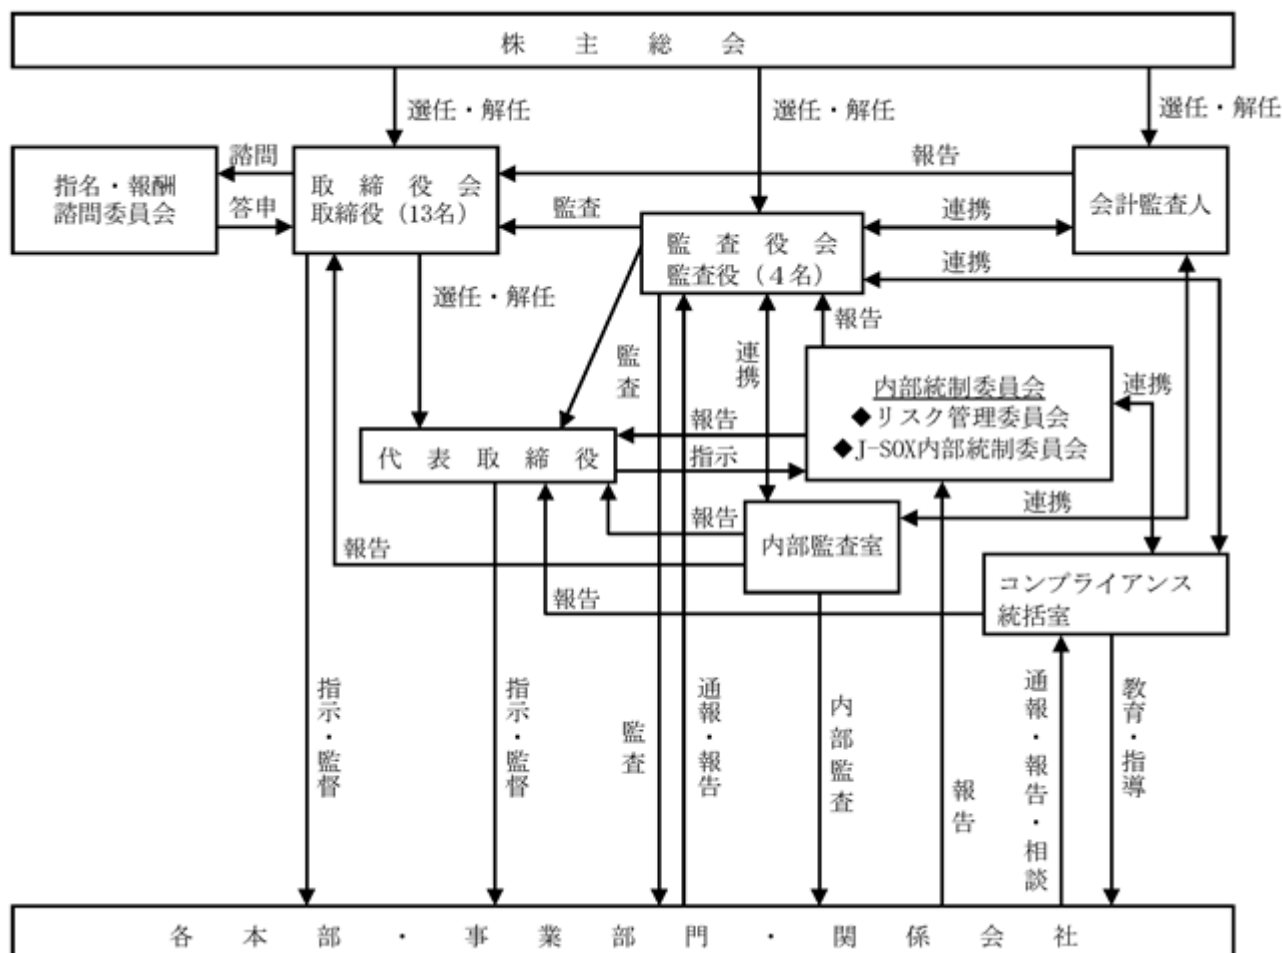 株主総会
選任・解任
選任・解任
選任・解任
指名・報酬
諮問委員会
諮問
答申
取締役会
取締役（13名）
監査
報告
会計監査人
監査役会
監査役（４名）
連携
連携
選任・解任
監査
連携
報告
内部統制委員会
◆リスク管理委員会
◆J-SOX内部統制委員会
連携
代表取締役
報告
指示
報告
内部監査室
連携
報告
報告
コンプライアンス
統括室
指示・監督
指示・監督
監査
通報・報告
内部監査
報告
通報・報告・相談
教育・指導
各本部・事業部門・関係会社